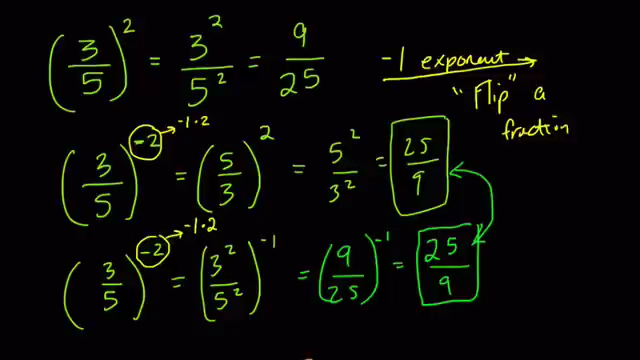 (3/5)^2 = 3^2/5^2 = 9/25
-1 exponent →
"Flip" a
fraction
(3/5)^-2 → -1·2 = (5/3)^2 = 5^2/3^2 = 25/9
(3/5)^-2 → -1·2 = (3^2/5^2)^-1 = (9/25)^-1 = 25/9